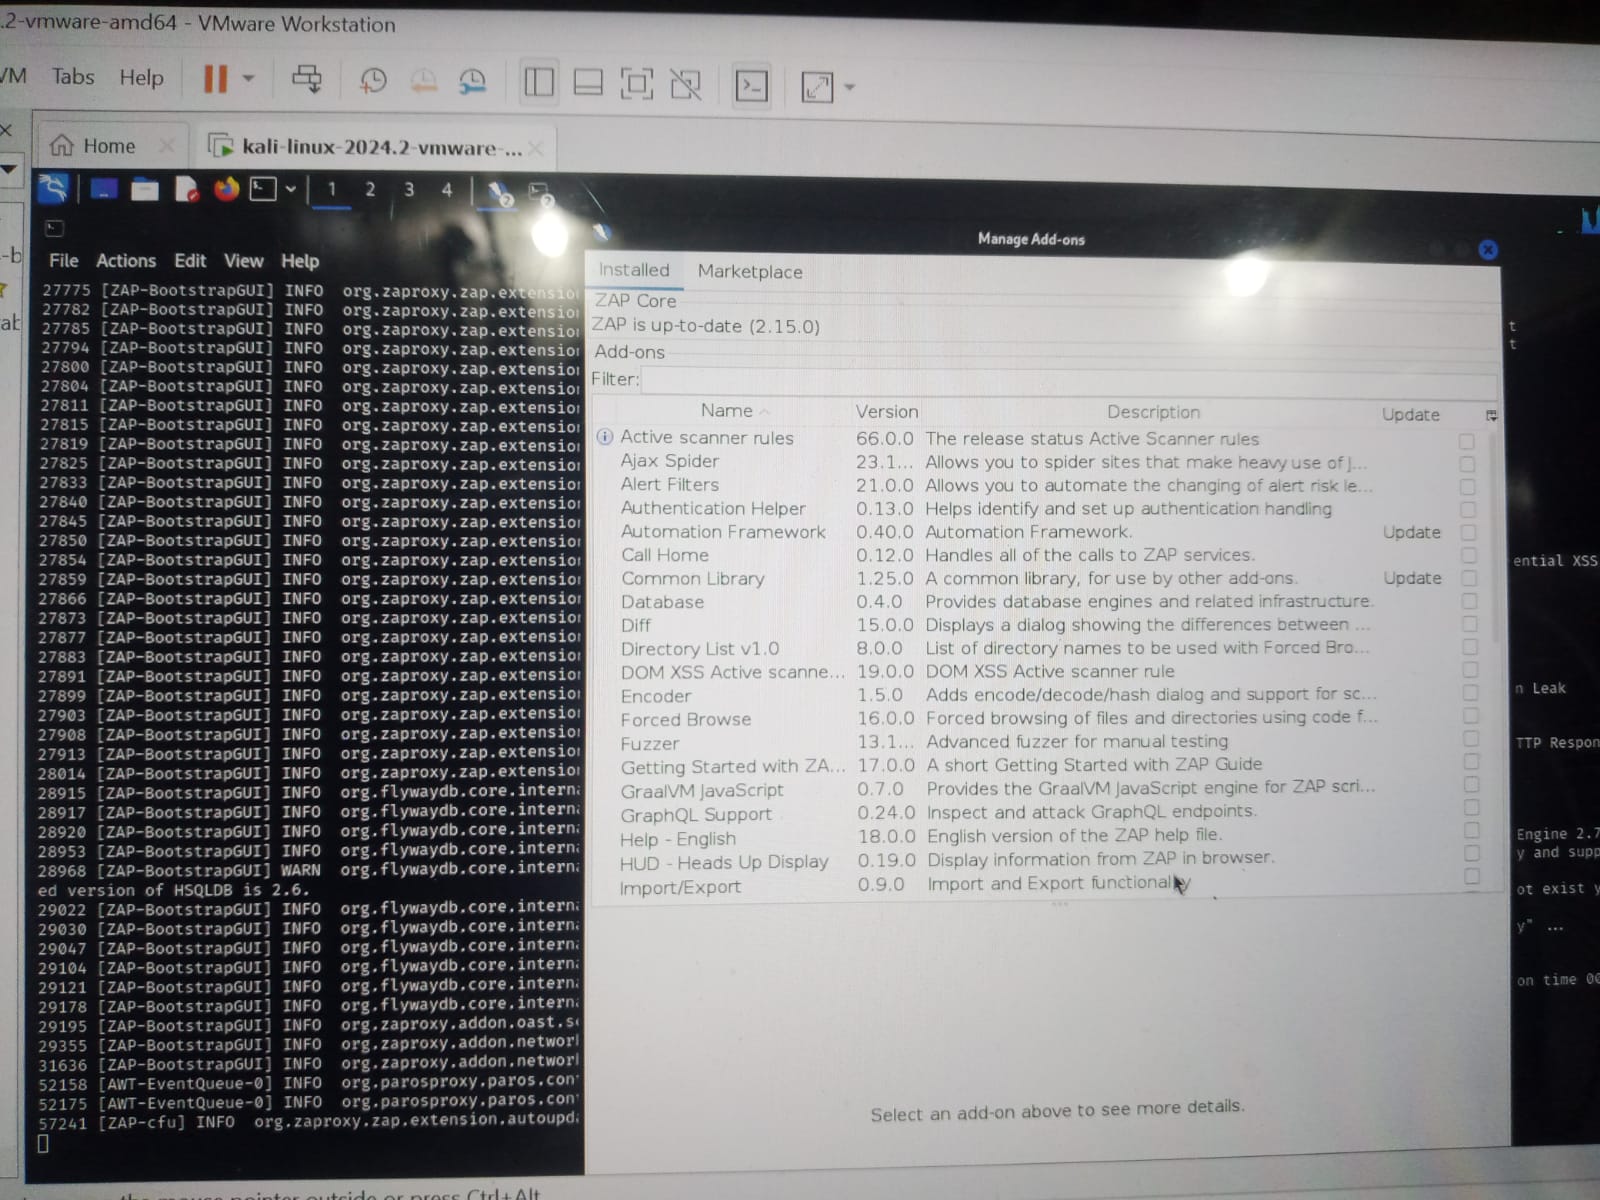 .2-vmware-amd64 - VMware Workstation
VM Tabs Help
Home
kali-linux-2024.2-vmware-...
1 2 3 4
File Actions Edit View Help
27775 [ZAP-BootstrapGUI] INFO org.zaproxy.zap.extensio
27782 [ZAP-BootstrapGUI] INFO org.zaproxy.zap.extensio
27785 [ZAP-BootstrapGUI] INFO org.zaproxy.zap.extensio
27794 [ZAP-BootstrapGUI] INFO org.zaproxy.zap.extensio
27800 [ZAP-BootstrapGUI] INFO org.zaproxy.zap.extensio
27804 [ZAP-BootstrapGUI] INFO org.zaproxy.zap.extensio
27811 [ZAP-BootstrapGUI] INFO org.zaproxy.zap.extensio
27815 [ZAP-BootstrapGUI] INFO org.zaproxy.zap.extensio
27819 [ZAP-BootstrapGUI] INFO org.zaproxy.zap.extensio
27825 [ZAP-BootstrapGUI] INFO org.zaproxy.zap.extensio
27833 [ZAP-BootstrapGUI] INFO org.zaproxy.zap.extensio
27840 [ZAP-BootstrapGUI] INFO org.zaproxy.zap.extensio
27845 [ZAP-BootstrapGUI] INFO org.zaproxy.zap.extensio
27850 [ZAP-BootstrapGUI] INFO org.zaproxy.zap.extensio
27854 [ZAP-BootstrapGUI] INFO org.zaproxy.zap.extensio
27859 [ZAP-BootstrapGUI] INFO org.zaproxy.zap.extensio
27866 [ZAP-BootstrapGUI] INFO org.zaproxy.zap.extensio
27873 [ZAP-BootstrapGUI] INFO org.zaproxy.zap.extensio
27877 [ZAP-BootstrapGUI] INFO org.zaproxy.zap.extensio
27883 [ZAP-BootstrapGUI] INFO org.zaproxy.zap.extensio
27891 [ZAP-BootstrapGUI] INFO org.zaproxy.zap.extensio
27899 [ZAP-BootstrapGUI] INFO org.zaproxy.zap.extensio
27903 [ZAP-BootstrapGUI] INFO org.zaproxy.zap.extensio
27908 [ZAP-BootstrapGUI] INFO org.zaproxy.zap.extensio
27913 [ZAP-BootstrapGUI] INFO org.zaproxy.zap.extensio
28014 [ZAP-BootstrapGUI] INFO org.zaproxy.zap.extensio
28915 [ZAP-BootstrapGUI] INFO org.flywaydb.core.interna
28917 [ZAP-BootstrapGUI] INFO org.flywaydb.core.interna
28920 [ZAP-BootstrapGUI] INFO org.flywaydb.core.interna
28953 [ZAP-BootstrapGUI] INFO org.flywaydb.core.interna
28968 [ZAP-BootstrapGUI] WARN org.flywaydb.core.interna
ed version of HSQLDB is 2.6.
29022 [ZAP-BootstrapGUI] INFO org.flywaydb.core.interna
29030 [ZAP-BootstrapGUI] INFO org.flywaydb.core.interna
29047 [ZAP-BootstrapGUI] INFO org.flywaydb.core.interna
29104 [ZAP-BootstrapGUI] INFO org.flywaydb.core.interna
29121 [ZAP-BootstrapGUI] INFO org.flywaydb.core.interna
29178 [ZAP-BootstrapGUI] INFO org.flywaydb.core.interna
29195 [ZAP-BootstrapGUI] INFO org.zaproxy.addon.oast.s
29355 [ZAP-BootstrapGUI] INFO org.zaproxy.addon.networ
31636 [ZAP-BootstrapGUI] INFO org.zaproxy.addon.networ
52158 [AWT-EventQueue-0] INFO org.parosproxy.paros.con
52175 [AWT-EventQueue-0] INFO org.parosproxy.paros.con
57241 [ZAP-cfu] INFO org.zaproxy.zap.extension.autoupd
Manage Add-ons
Installed Marketplace
ZAP Core
ZAP is up-to-date (2.15.0)
Add-ons
Filter:
Name Version Description Update
Active scanner rules 66.0.0 The release status Active Scanner rules
Ajax Spider 23.1... Allows you to spider sites that make heavy use of J...
Alert Filters 21.0.0 Allows you to automate the changing of alert risk le...
Authentication Helper 0.13.0 Helps identify and set up authentication handling
Automation Framework 0.40.0 Automation Framework. Update
Call Home 0.12.0 Handles all of the calls to ZAP services.
Common Library 1.25.0 A common library, for use by other add-ons. Update
Database 0.4.0 Provides database engines and related infrastructure.
Diff 15.0.0 Displays a dialog showing the differences between ...
Directory List v1.0 8.0.0 List of directory names to be used with Forced Bro...
DOM XSS Active scanne... 19.0.0 DOM XSS Active scanner rule
Encoder 1.5.0 Adds encode/decode/hash dialog and support for sc...
Forced Browse 16.0.0 Forced browsing of files and directories using code f...
Fuzzer 13.1... Advanced fuzzer for manual testing
Getting Started with ZA... 17.0.0 A short Getting Started with ZAP Guide
GraalVM JavaScript 0.7.0 Provides the GraalVM JavaScript engine for ZAP scri...
GraphQL Support 0.24.0 Inspect and attack GraphQL endpoints.
Help - English 18.0.0 English version of the ZAP help file.
HUD - Heads Up Display 0.19.0 Display information from ZAP in browser.
Import/Export 0.9.0 Import and Export functionality
Select an add-on above to see more details.
t
t
ential XSS
n Leak
TTP Respon
Engine 2.7
y and supp
ot exist y
y" ...
on time 00
-b
ab
the mouse pointer outside or press Ctrl+Alt